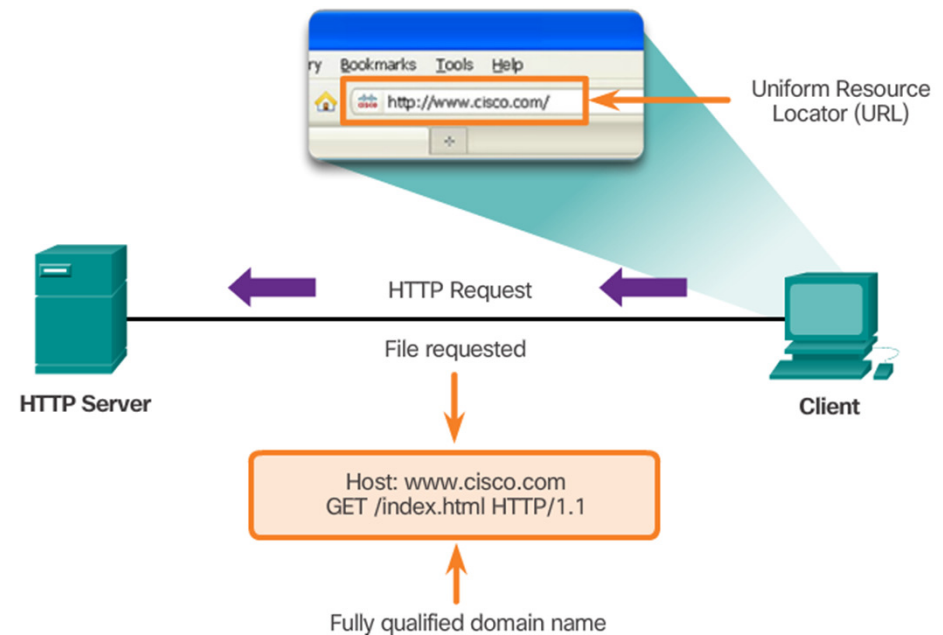 ry Bookmarks Tools Help
cisco http://www.cisco.com/
Uniform Resource
Locator (URL)
HTTP Request
File requested
HTTP Server
Client
Host: www.cisco.com
GET /index.html HTTP/1.1
Fully qualified domain name